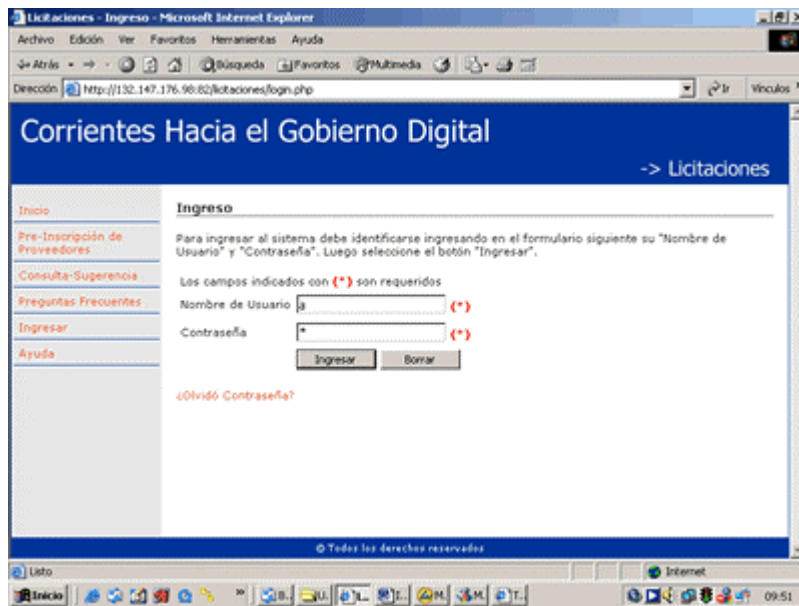 Licitaciones - Ingreso - Microsoft Internet Explorer
Archivo Edición Ver Favoritos Herramientas Ayuda
Atrás Búsqueda Favoritos Multimedia
Dirección http://132.147.176.98:82/licitaciones/login.php Ir Vínculos
Corrientes Hacia el Gobierno Digital
-> Licitaciones
Inicio
Pre-Inscripción de
Proveedores
Consulta-Sugerencia
Preguntas Frecuentes
Ingresar
Ayuda
Ingreso
Para ingresar al sistema debe identificarse ingresando en el formulario siguiente su "Nombre de
Usuario" y "Contraseña". Luego seleccione el botón "Ingresar".
Los campos indicados con (*) son requeridos
Nombre de Usuario a (*)
Contraseña * (*)
Ingresar Borrar
¿Olvidó Contraseña?
© Todos los derechos reservados
Listo Internet
Inicio » B... U... L... I... M... M... T... 09:51